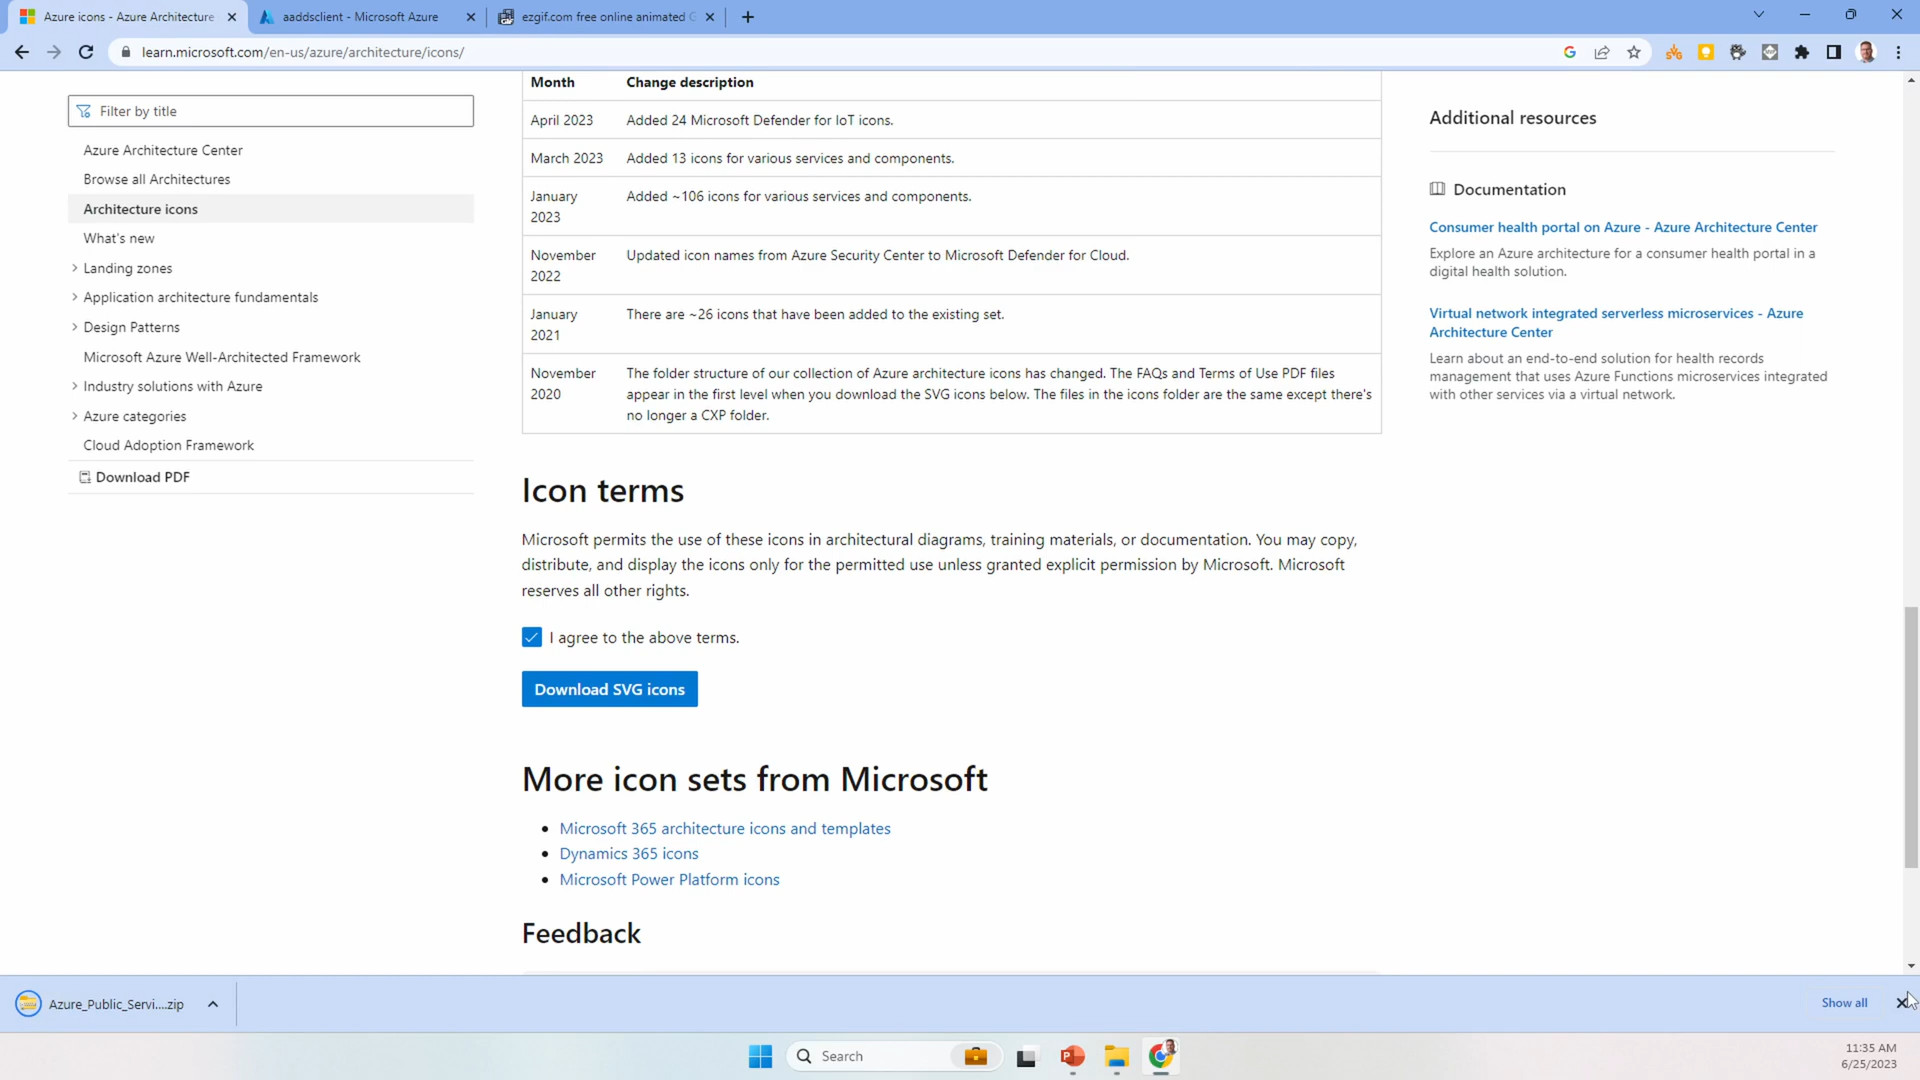 Azure icons - Azure Architecture
aaddsclient - Microsoft Azure
ezgif.com free online animated G
learn.microsoft.com/en-us/azure/architecture/icons/
Filter by title
Azure Architecture Center
Browse all Architectures
Architecture icons
What's new
Landing zones
Application architecture fundamentals
Design Patterns
Microsoft Azure Well-Architected Framework
Industry solutions with Azure
Azure categories
Cloud Adoption Framework
Download PDF
Month Change description
April 2023 Added 24 Microsoft Defender for IoT icons.
March 2023 Added 13 icons for various services and components.
January Added ~106 icons for various services and components.
2023
November Updated icon names from Azure Security Center to Microsoft Defender for Cloud.
2022
January There are ~26 icons that have been added to the existing set.
2021
November The folder structure of our collection of Azure architecture icons has changed. The FAQs and Terms of Use PDF files
2020 appear in the first level when you download the SVG icons below. The files in the icons folder are the same except there's
no longer a CXP folder.
Icon terms
Microsoft permits the use of these icons in architectural diagrams, training materials, or documentation. You may copy,
distribute, and display the icons only for the permitted use unless granted explicit permission by Microsoft. Microsoft
reserves all other rights.
I agree to the above terms.
Download SVG icons
More icon sets from Microsoft
Microsoft 365 architecture icons and templates
Dynamics 365 icons
Microsoft Power Platform icons
Feedback
Additional resources
Documentation
Consumer health portal on Azure - Azure Architecture Center
Explore an Azure architecture for a consumer health portal in a
digital health solution.
Virtual network integrated serverless microservices - Azure
Architecture Center
Learn about an end-to-end solution for health records
management that uses Azure Functions microservices integrated
with other services via a virtual network.
Azure_Public_Servi....zip
Show all
Search
11:35 AM
6/25/2023